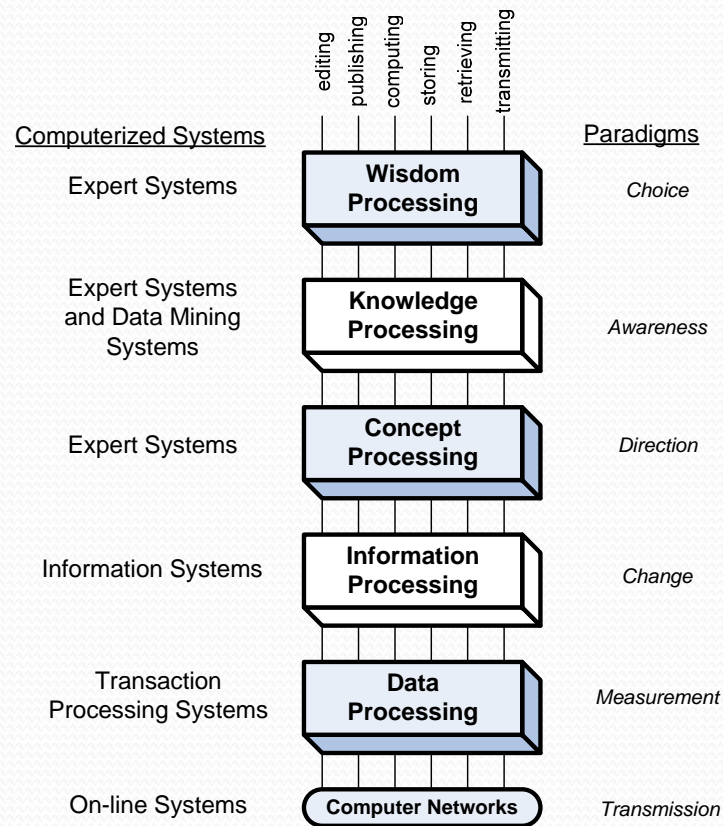 editing
publishing
computing
storing
retrieving
transmitting
Computerized Systems
Paradigms
Expert Systems
Wisdom
Processing
Choice
Expert Systems
and Data Mining
Systems
Knowledge
Processing
Awareness
Expert Systems
Concept
Processing
Direction
Information Systems
Information
Processing
Change
Transaction
Processing Systems
Data
Processing
Measurement
On-line Systems
Computer Networks
Transmission